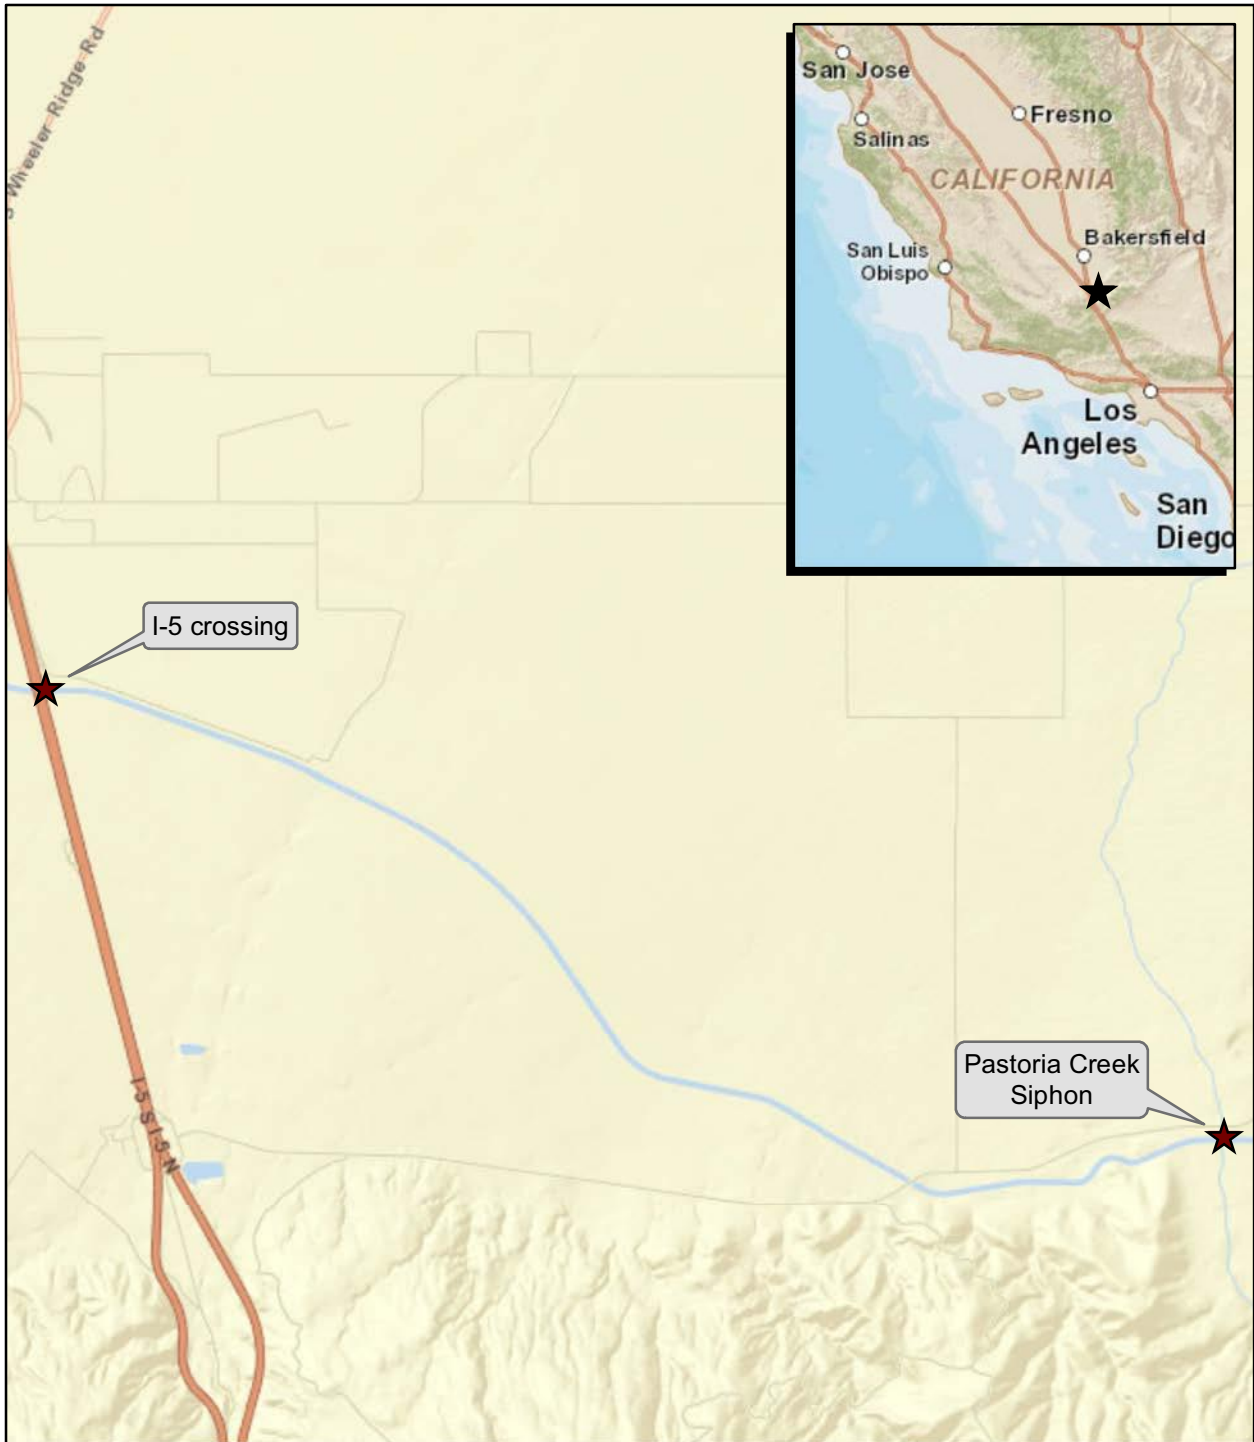 S Wheeler Ridge Rd
San Jose
Salinas
Fresno
CALIFORNIA
Bakersfield
San Luis
Obispo
Los
Angeles
San
Diego
I-5 crossing
Pastoria Creek
Siphon
I-5 S I-5 N